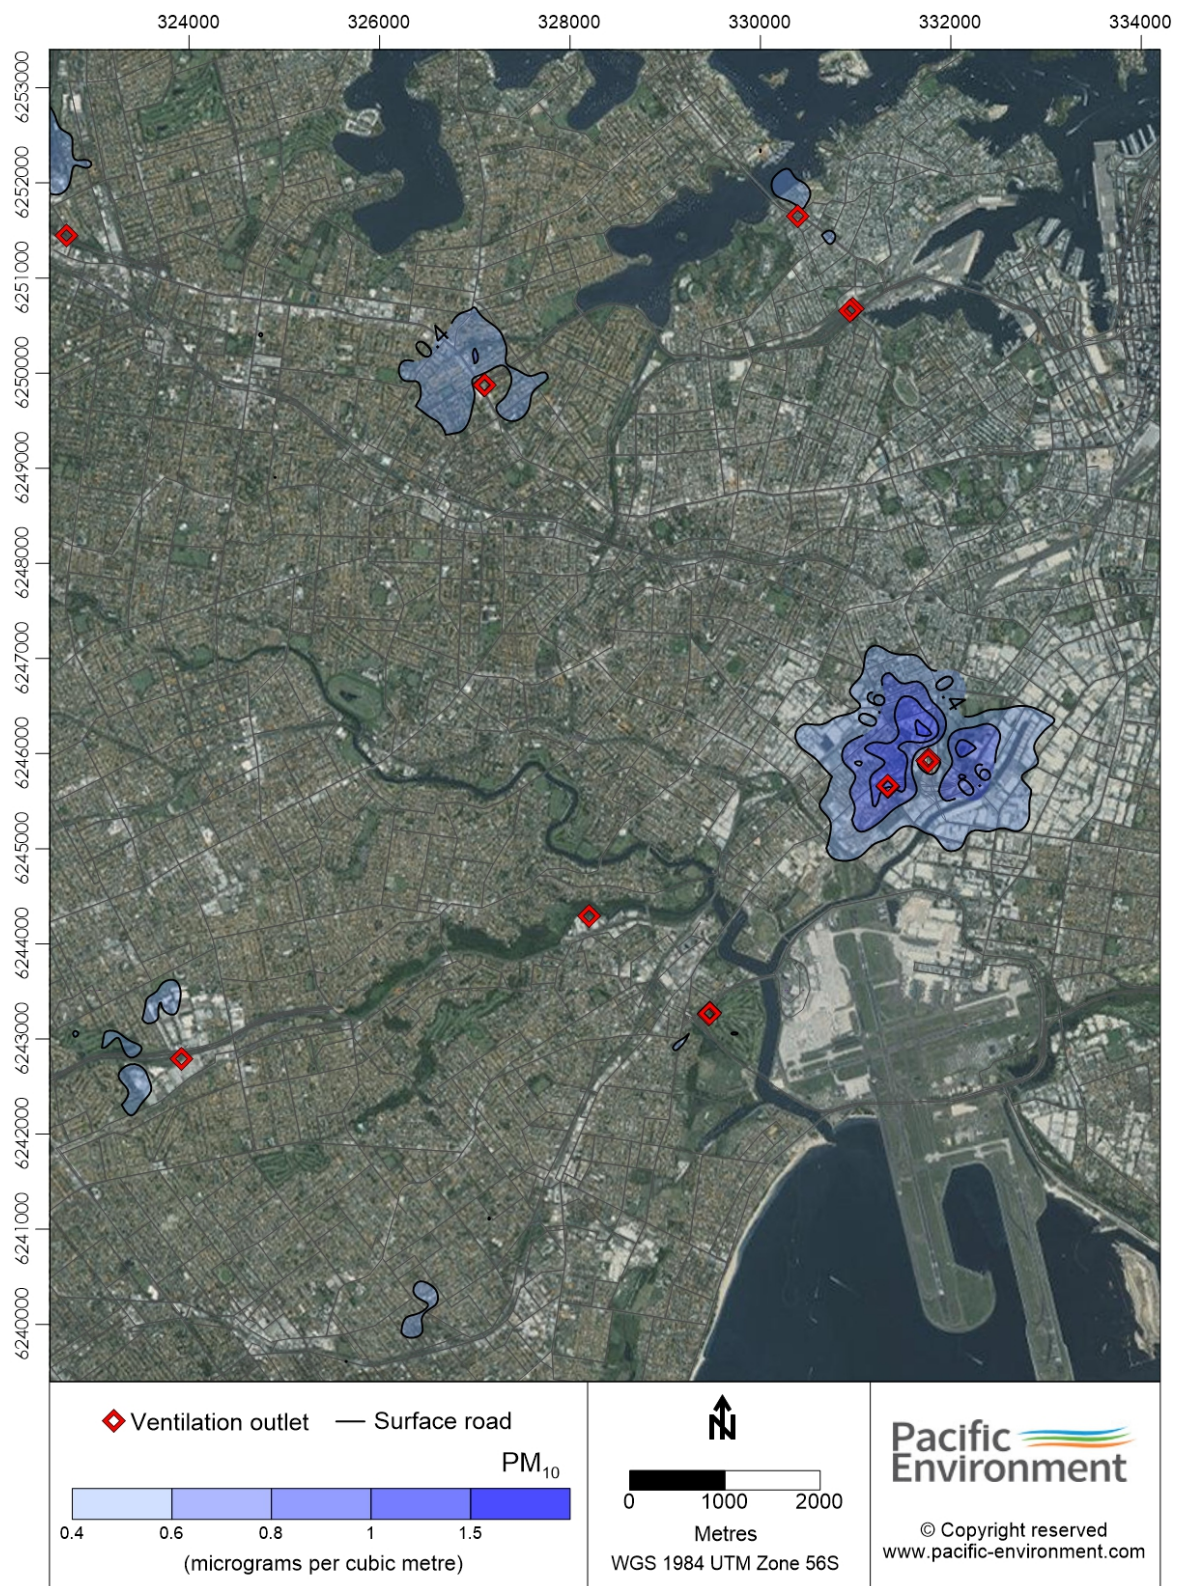 324000 326000 328000 330000 332000 334000
6253000
6252000
6251000
6250000
6249000
6248000
6247000
6246000
6245000
6244000
6243000
6242000
6241000
6240000
0.4
0.4
0.6
0.6
Ventilation outlet Surface road
PM10
0.4 0.6 0.8 1 1.5
(micrograms per cubic metre)
N
0 1000 2000
Metres
WGS 1984 UTM Zone 56S
Pacific
Environment
© Copyright reserved
www.pacific-environment.com